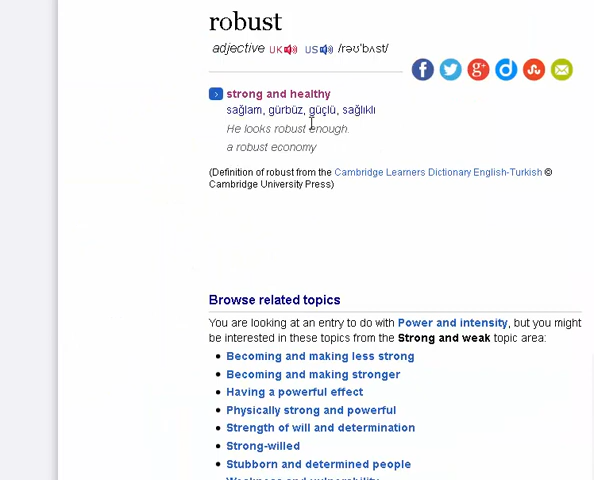 robust
adjective UK US /rəʊˈbʌst/
strong and healthy
sağlam, gürbüz, güçlü, sağlıklı
He looks robust enough.
a robust economy
(Definition of robust from the Cambridge Learners Dictionary English-Turkish ©
Cambridge University Press)
Browse related topics
You are looking at an entry to do with Power and intensity, but you might
be interested in these topics from the Strong and weak topic area:
Becoming and making less strong
Becoming and making stronger
Having a powerful effect
Physically strong and powerful
Strength of will and determination
Strong-willed
Stubborn and determined people